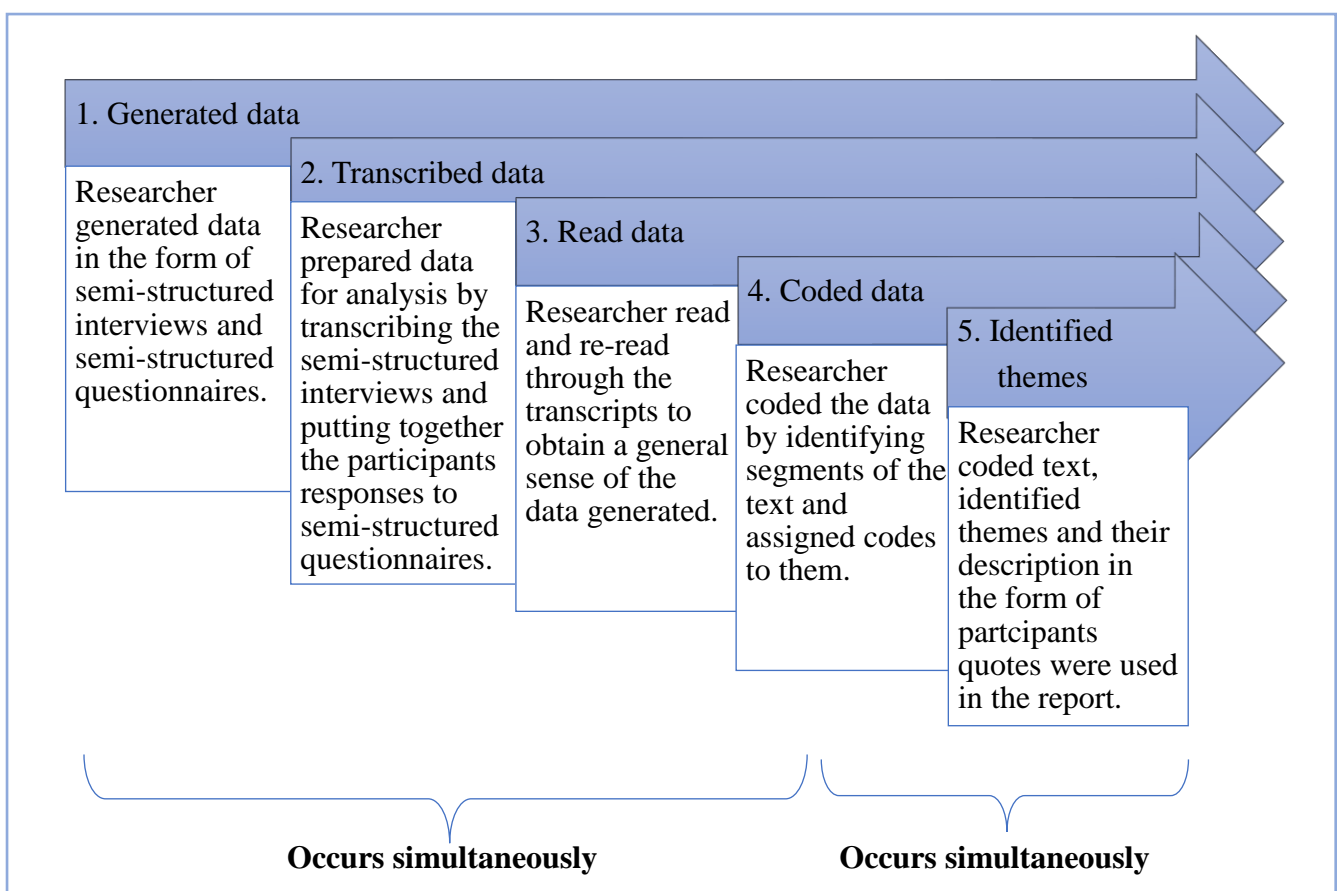 1. Generated data
Researcher
generated data
in the form of
semi-structured
interviews and
semi-structured
questionnaires.
2. Transcribed data
Researcher
prepared data
for analysis by
transcribing the
semi-structured
interviews and
putting together
the participants
responses to
semi-structured
questionnaires.
3. Read data
Researcher read
and re-read
through the
transcripts to
obtain a general
sense of the
data generated.
4. Coded data
Researcher
coded the data
by identifying
segments of the
text and
assigned codes
to them.
5. Identified
themes
Researcher
coded text,
identified
themes and their
description in
the form of
partcipants
quotes were used
in the report.
Occurs simultaneously
Occurs simultaneously